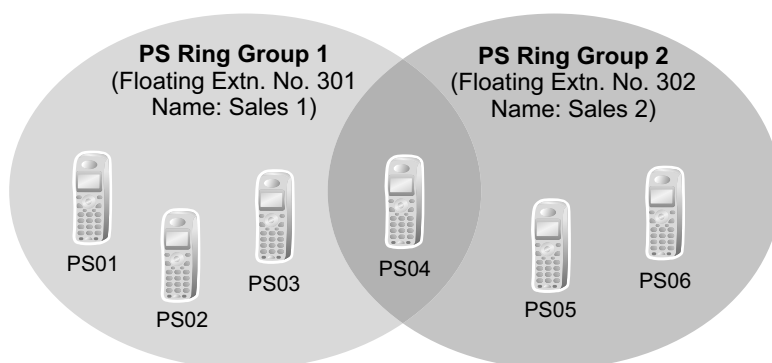 PS Ring Group 1
(Floating Extn. No. 301
Name: Sales 1)
PS Ring Group 2
(Floating Extn. No. 302
Name: Sales 2)
PS01
PS02
PS03
PS04
PS05
PS06